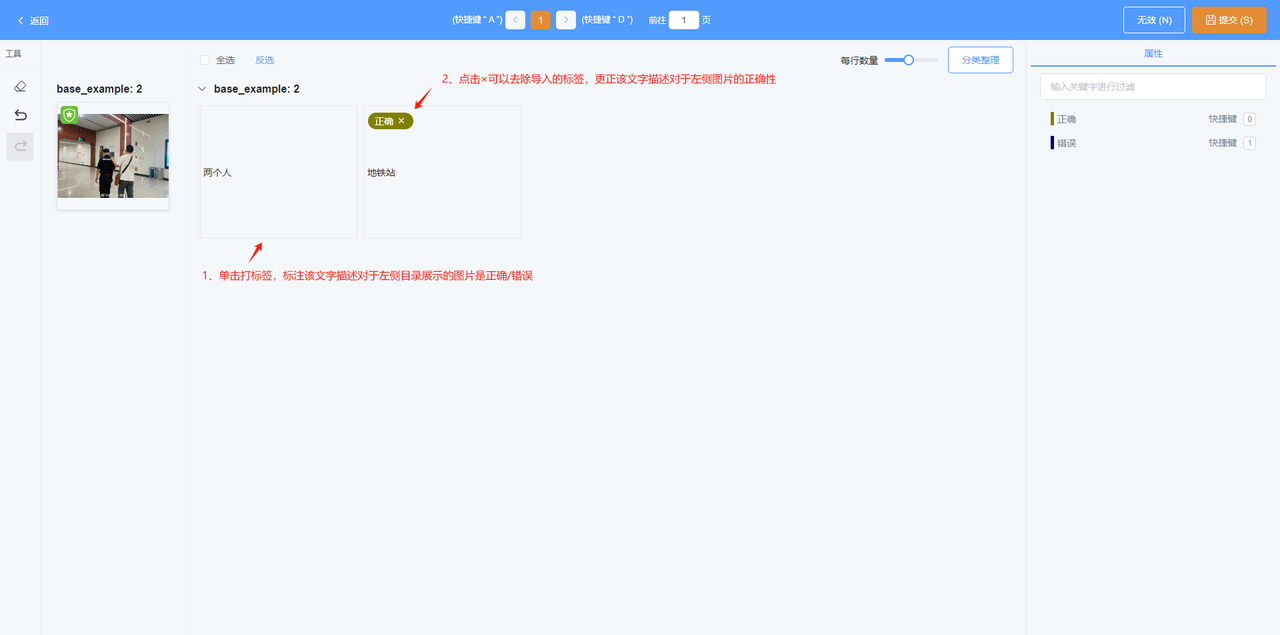 返回
(快捷键 “ A ”)
1
(快捷键 “ D ”)
前往 1 页
无效 (N)
提交 (S)
工具
全选
反选
每行数量
分类整理
属性
2、点击×可以去除导入的标签，更正该文字描述对于左侧图片的正确性
base_example: 2
base_example: 2
输入关键字进行过滤
正确 ×
正确
快捷键 0
错误
快捷键 1
两个人
地铁站
1、单击打标签，标注该文字描述对于左侧目录展示的图片是正确/错误